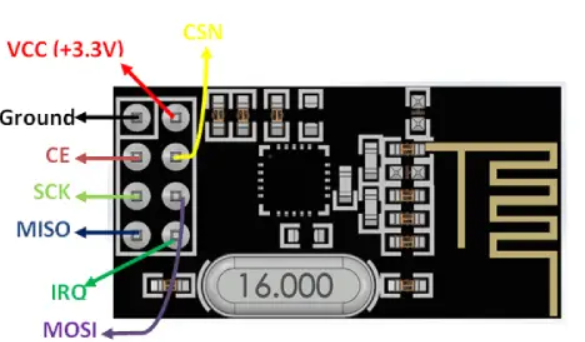 CSN
VCC (+3.3V)
Ground
CE
SCK
MISO
IRQ
MOSI
16.000